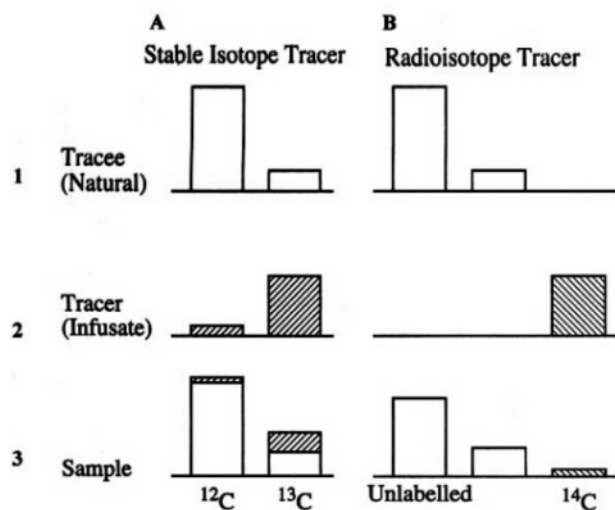 A B
Stable Isotope Tracer Radioisotope Tracer
1 Tracee
(Natural)
2 Tracer
(Infusate)
3 Sample
¹²C ¹³C Unlabelled ¹⁴C